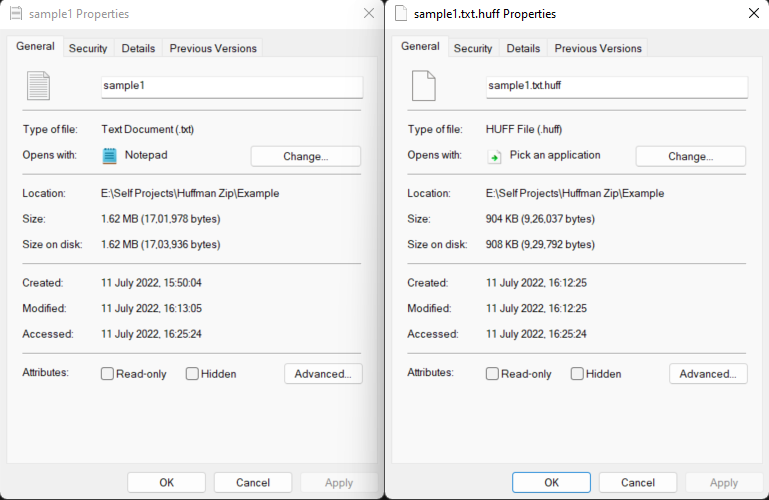 sample1 Properties
General Security Details Previous Versions
sample1
Type of file: Text Document (.txt)
Opens with: Notepad Change...
Location: E:\Self Projects\Huffman Zip\Example
Size: 1.62 MB (17,01,978 bytes)
Size on disk: 1.62 MB (17,03,936 bytes)
Created: 11 July 2022, 15:50:04
Modified: 11 July 2022, 16:13:05
Accessed: 11 July 2022, 16:25:24
Attributes: Read-only Hidden Advanced...
OK Cancel Apply
sample1.txt.huff Properties
General Security Details Previous Versions
sample1.txt.huff
Type of file: HUFF File (.huff)
Opens with: Pick an application Change...
Location: E:\Self Projects\Huffman Zip\Example
Size: 904 KB (9,26,037 bytes)
Size on disk: 908 KB (9,29,792 bytes)
Created: 11 July 2022, 16:12:25
Modified: 11 July 2022, 16:12:25
Accessed: 11 July 2022, 16:25:24
Attributes: Read-only Hidden Advanced...
OK Cancel Apply